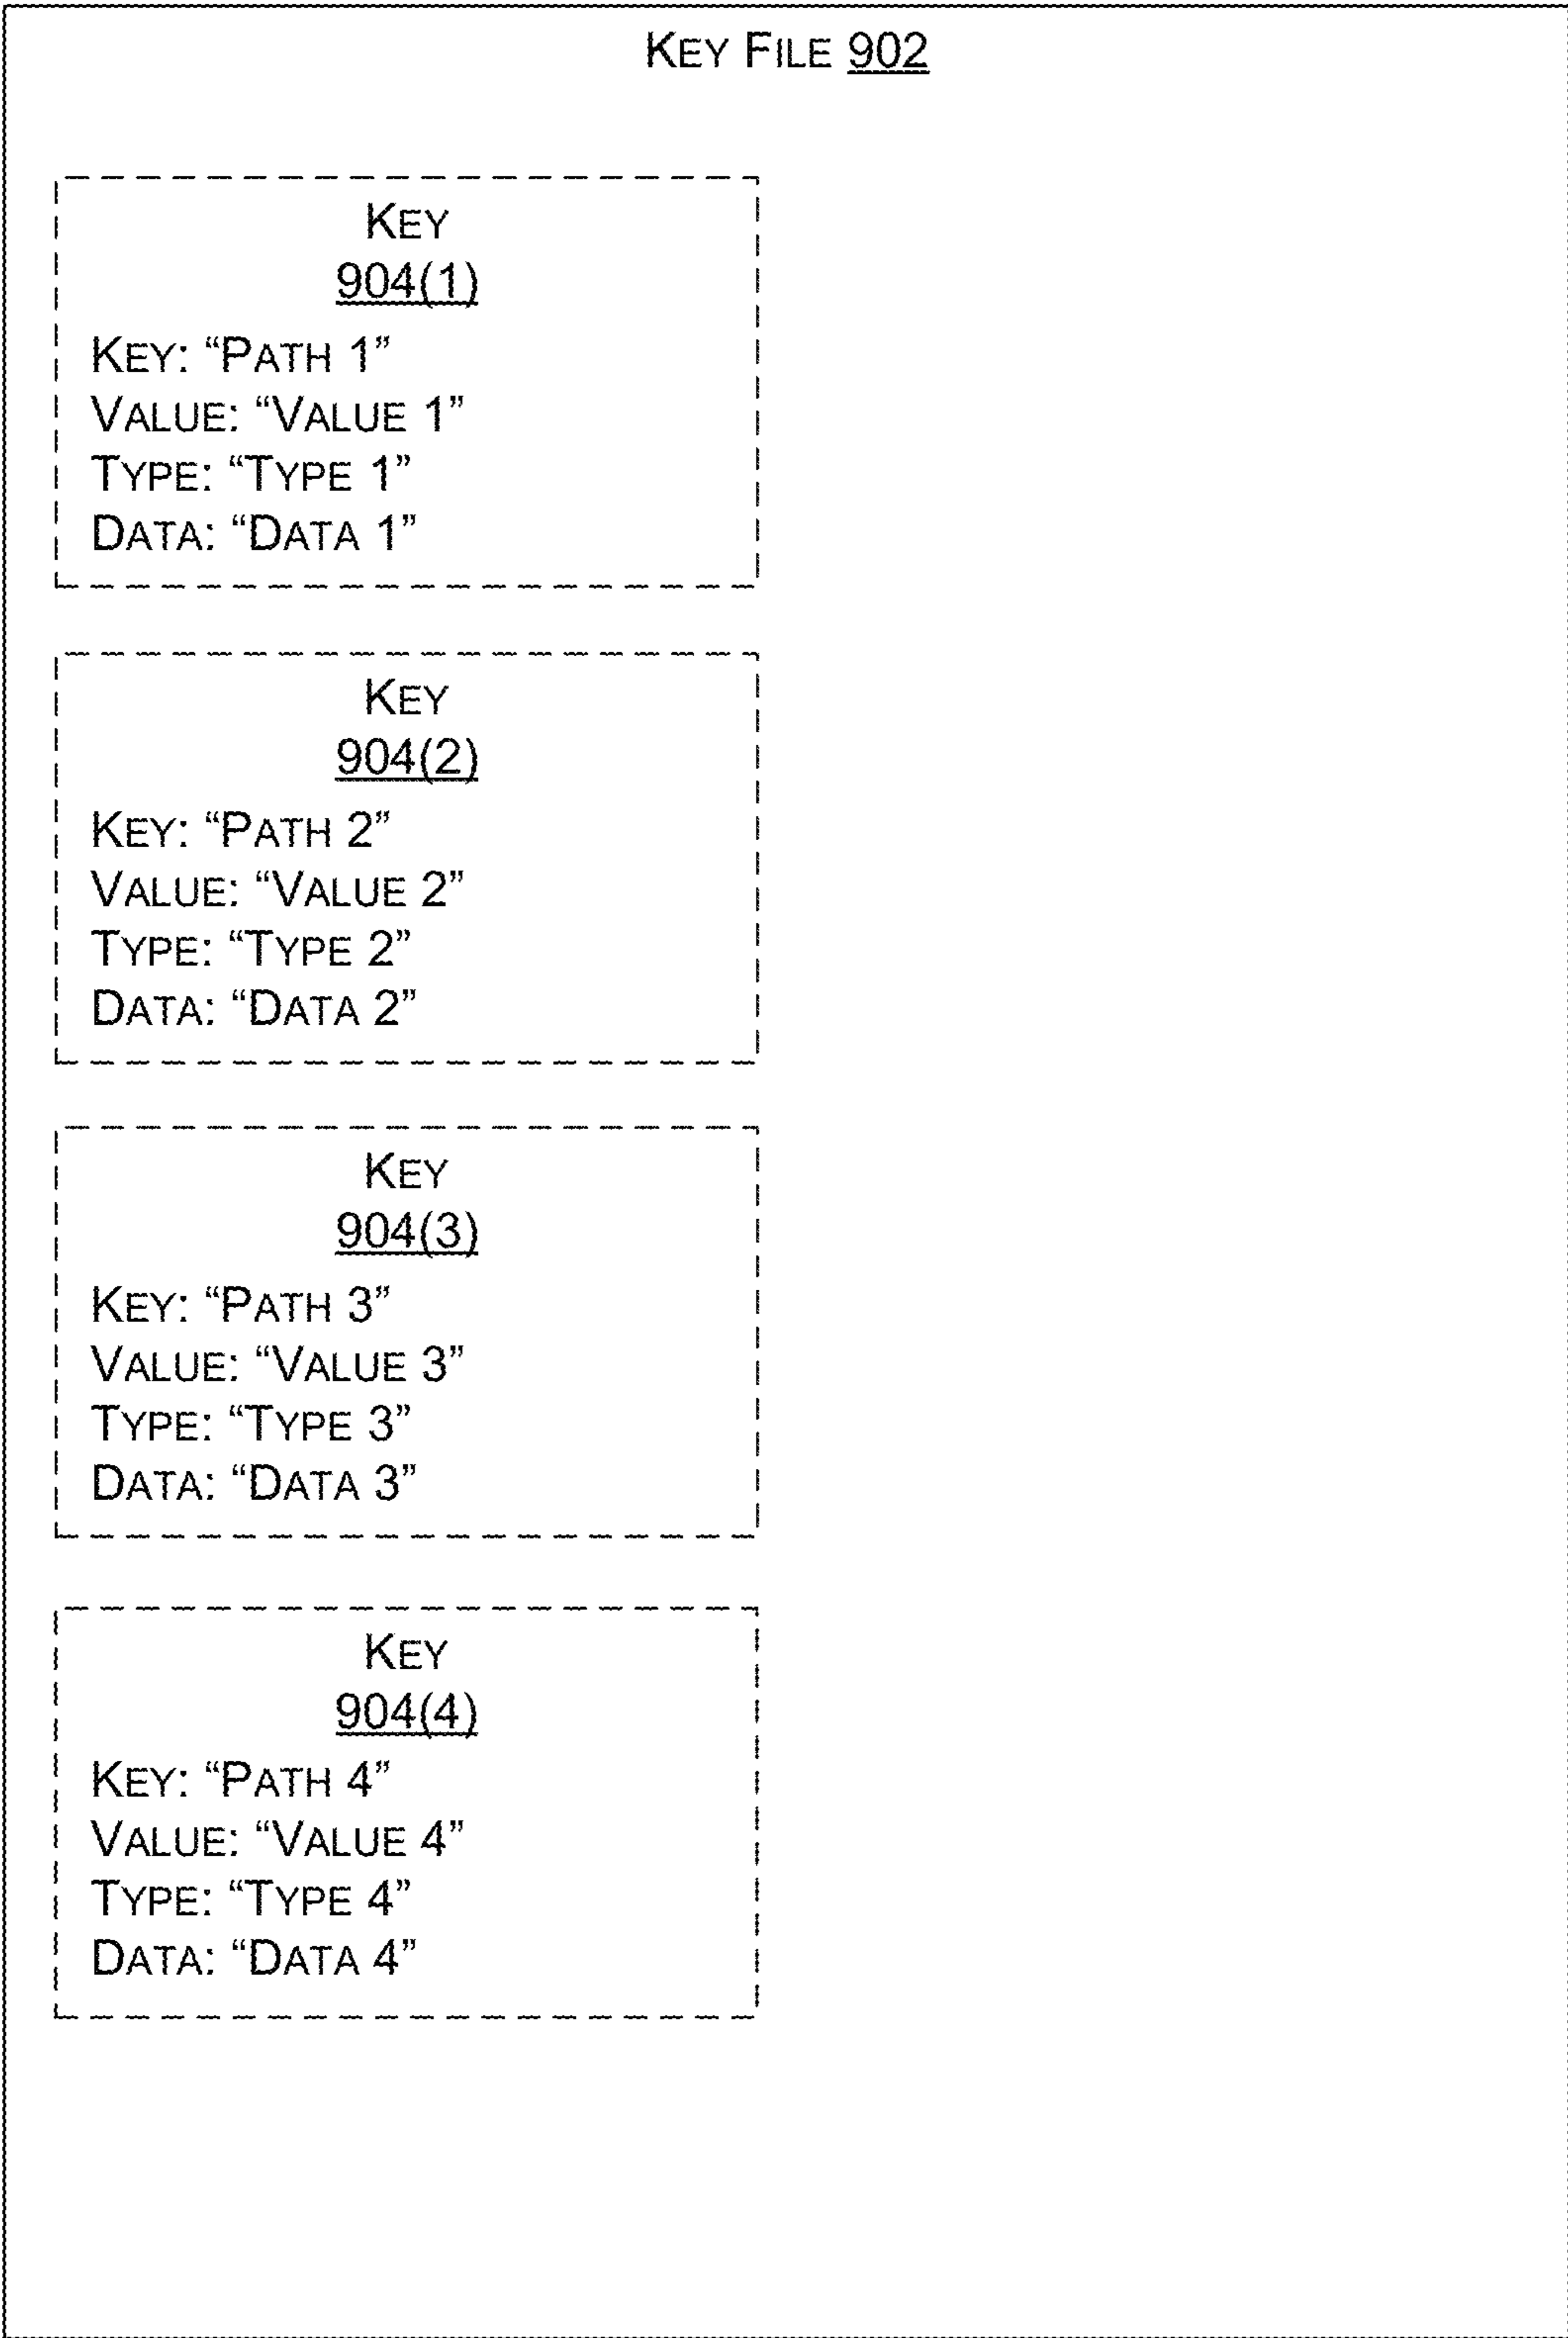 KEY FILE 902
KEY
904(1)
KEY: “PATH 1”
VALUE: “VALUE 1”
TYPE: “TYPE 1”
DATA: “DATA 1”
KEY
904(2)
KEY: “PATH 2”
VALUE: “VALUE 2”
TYPE: “TYPE 2”
DATA: “DATA 2”
KEY
904(3)
KEY: “PATH 3”
VALUE: “VALUE 3”
TYPE: “TYPE 3”
DATA: “DATA 3”
KEY
904(4)
KEY: “PATH 4”
VALUE: “VALUE 4”
TYPE: “TYPE 4”
DATA: “DATA 4”